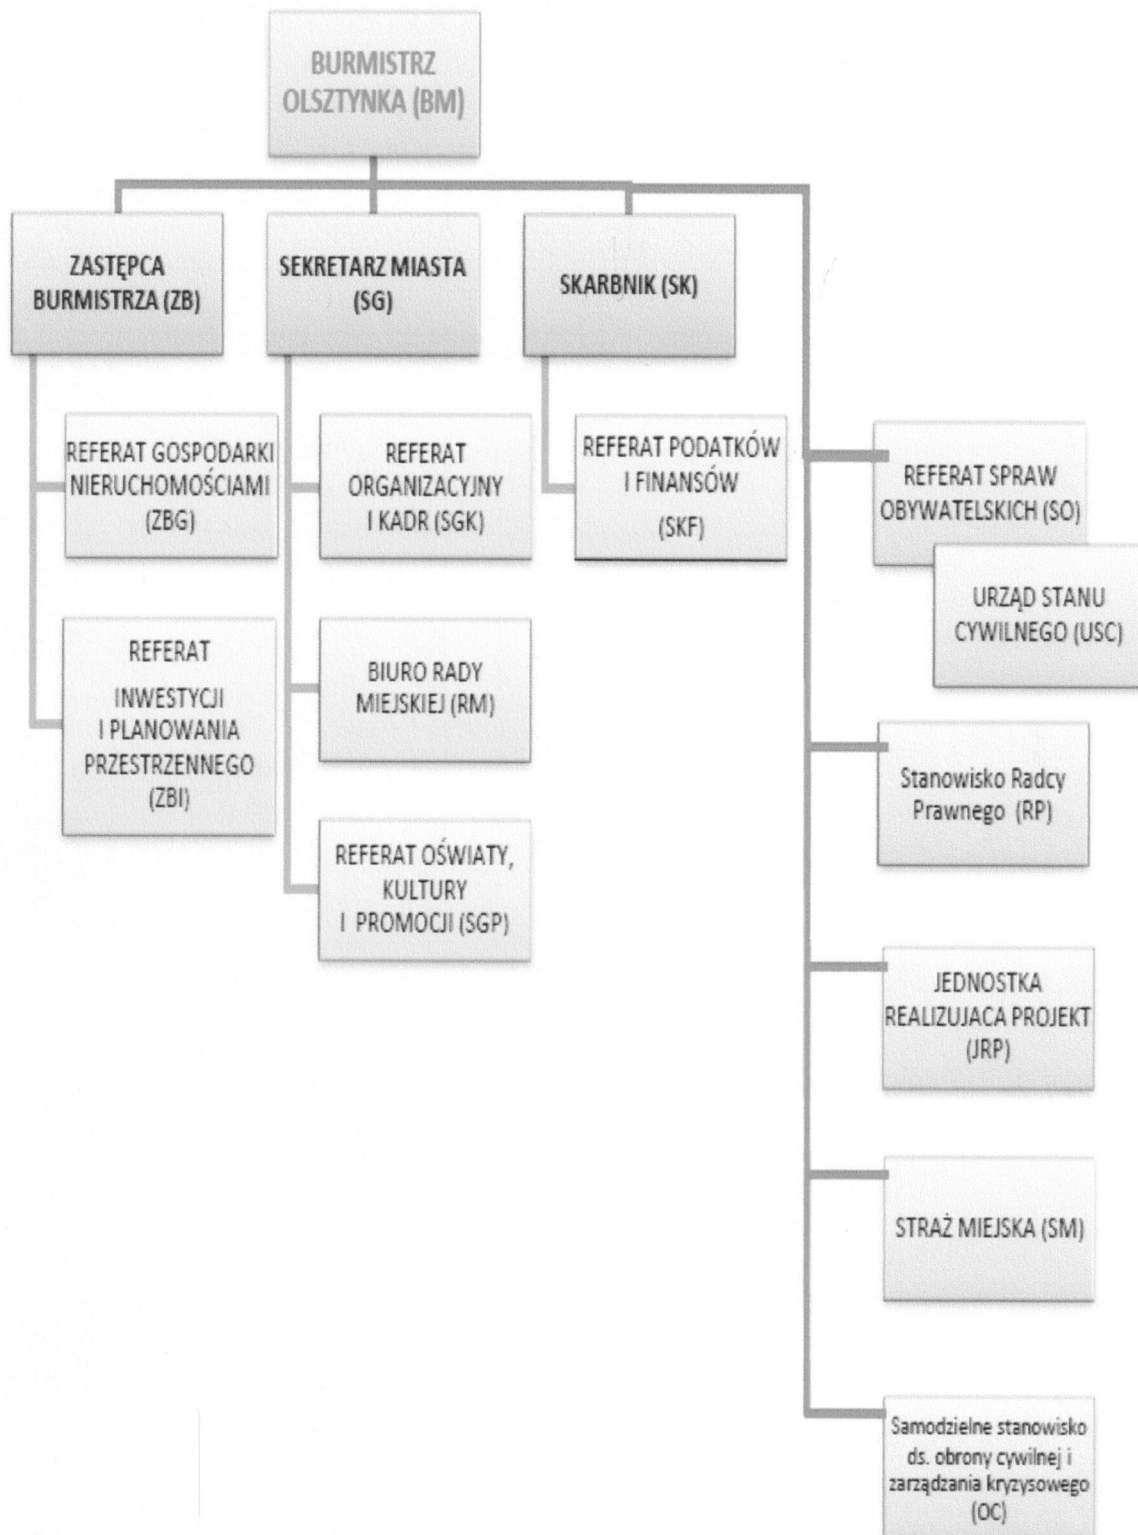 BURMISTRZ
OLSZTYNKA (BM)
ZASTĘPCA
BURMISTRZA (ZB)
SEKRETARZ MIASTA
(SG)
SKARBNIK (SK)
REFERAT GOSPODARKI
NIERUCHOMOŚCIAMI
(ZBG)
REFERAT
INWESTYCJI
I PLANOWANIA
PRZESTRZENNEGO
(ZBI)
REFERAT
ORGANIZACYJNY
I KADR (SGK)
BIURO RADY
MIEJSKIEJ (RM)
REFERAT OŚWIATY,
KULTURY
I PROMOCJI (SGP)
REFERAT PODATKÓW
I FINANSÓW
(SKF)
REFERAT SPRAW
OBYWATELSKICH (SO)
URZĄD STANU
CYWILNEGO (USC)
Stanowisko Radcy
Prawnego (RP)
JEDNOSTKA
REALIZUJACA PROJEKT
(JRP)
STRAŻ MIEJSKA (SM)
Samodzielne stanowisko
ds. obrony cywilnej i
zarządzania kryzysowego
(OC)